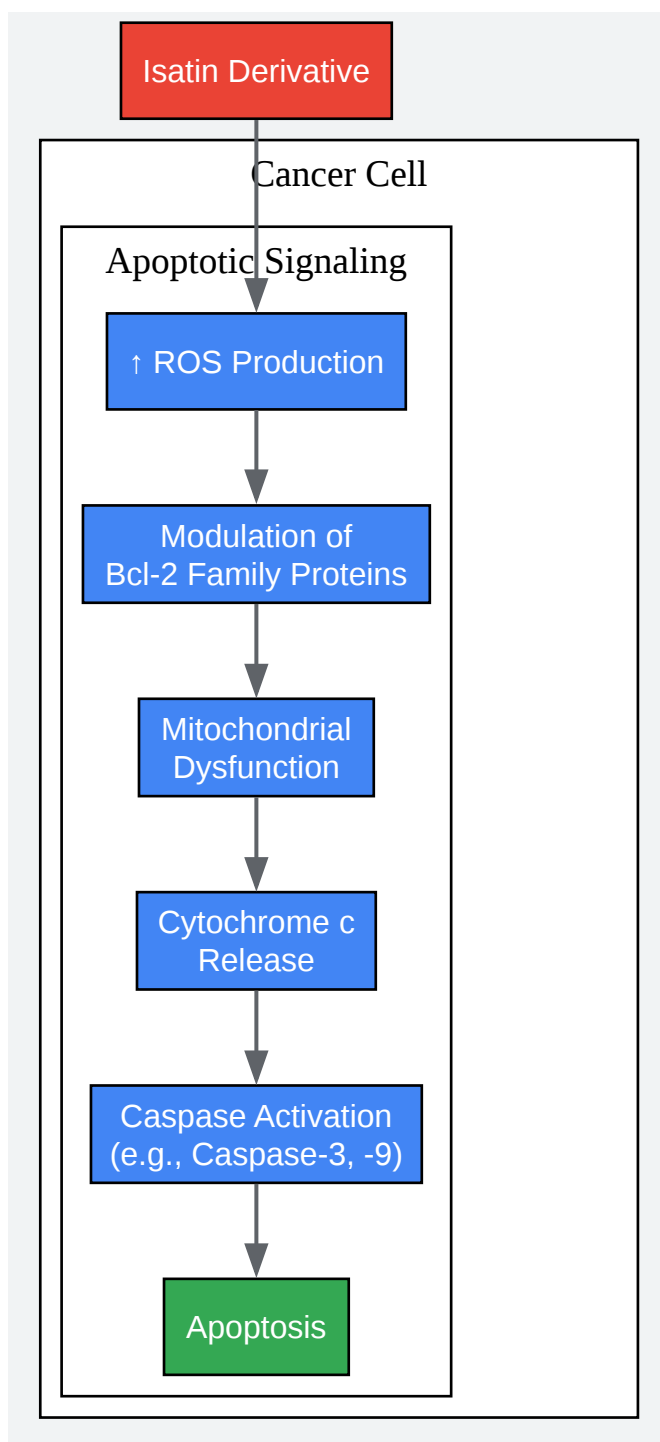 Isatin Derivative
Cancer Cell
Apoptotic Signaling
↑ ROS Production
Modulation of
Bcl-2 Family Proteins
Mitochondrial
Dysfunction
Cytochrome c
Release
Caspase Activation
(e.g., Caspase-3, -9)
Apoptosis